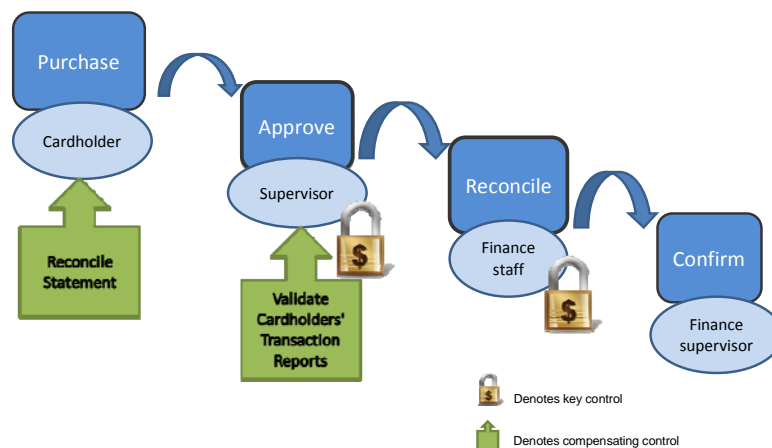 Purchase
Cardholder
Reconcile
Statement
Approve
Supervisor
$
Validate
Cardholders'
Transaction
Reports
Reconcile
Finance
staff
$
Confirm
Finance
supervisor
$
Denotes key control
Denotes compensating control